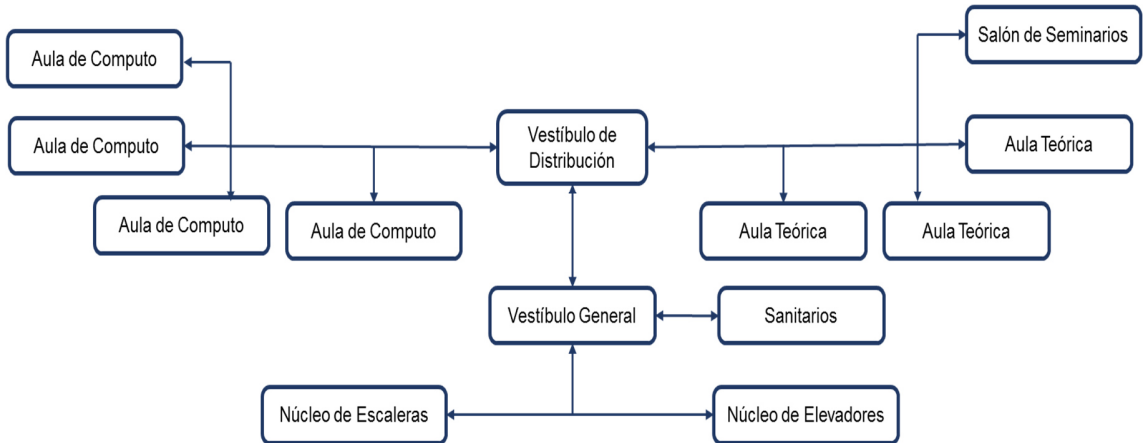 Salón de Seminarios
Aula de Computo
Vestíbulo de
Distribución
Aula de Computo
Aula Teórica
Aula de Computo
Aula de Computo
Aula Teórica
Aula Teórica
Vestíbulo General
Sanitarios
Núcleo de Escaleras
Núcleo de Elevadores